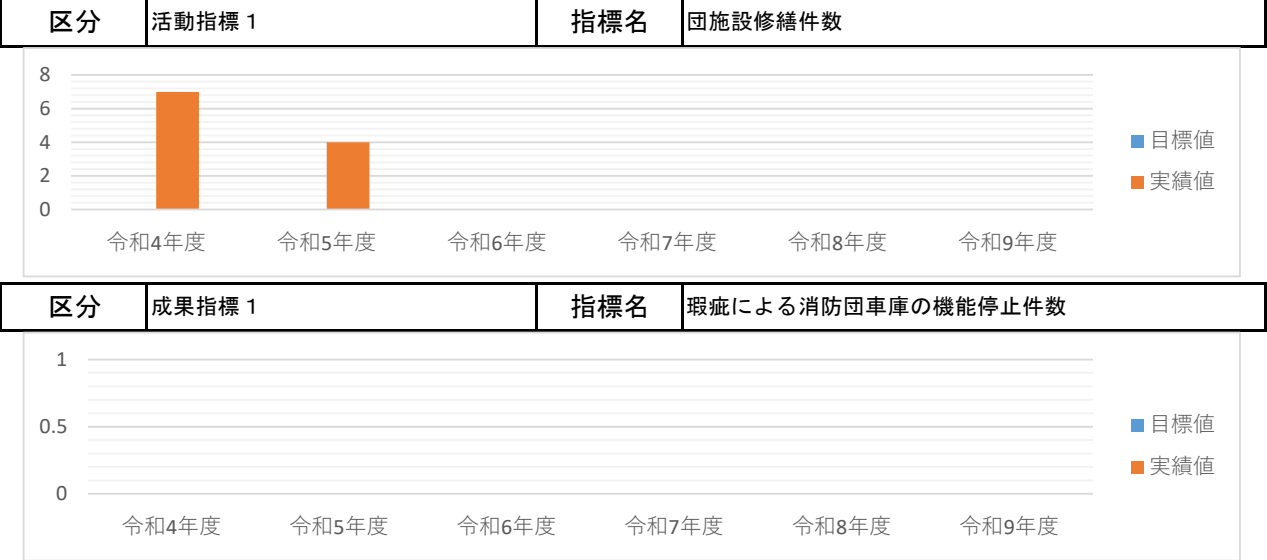 区分 活動指標１ 指標名 団施設修繕件数
8
6
4
2
0
目標値
実績値
令和4年度 令和5年度 令和6年度 令和7年度 令和8年度 令和9年度
区分 成果指標１ 指標名 瑕疵による消防団車庫の機能停止件数
1
0.5
0
目標値
実績値
令和4年度 令和5年度 令和6年度 令和7年度 令和8年度 令和9年度